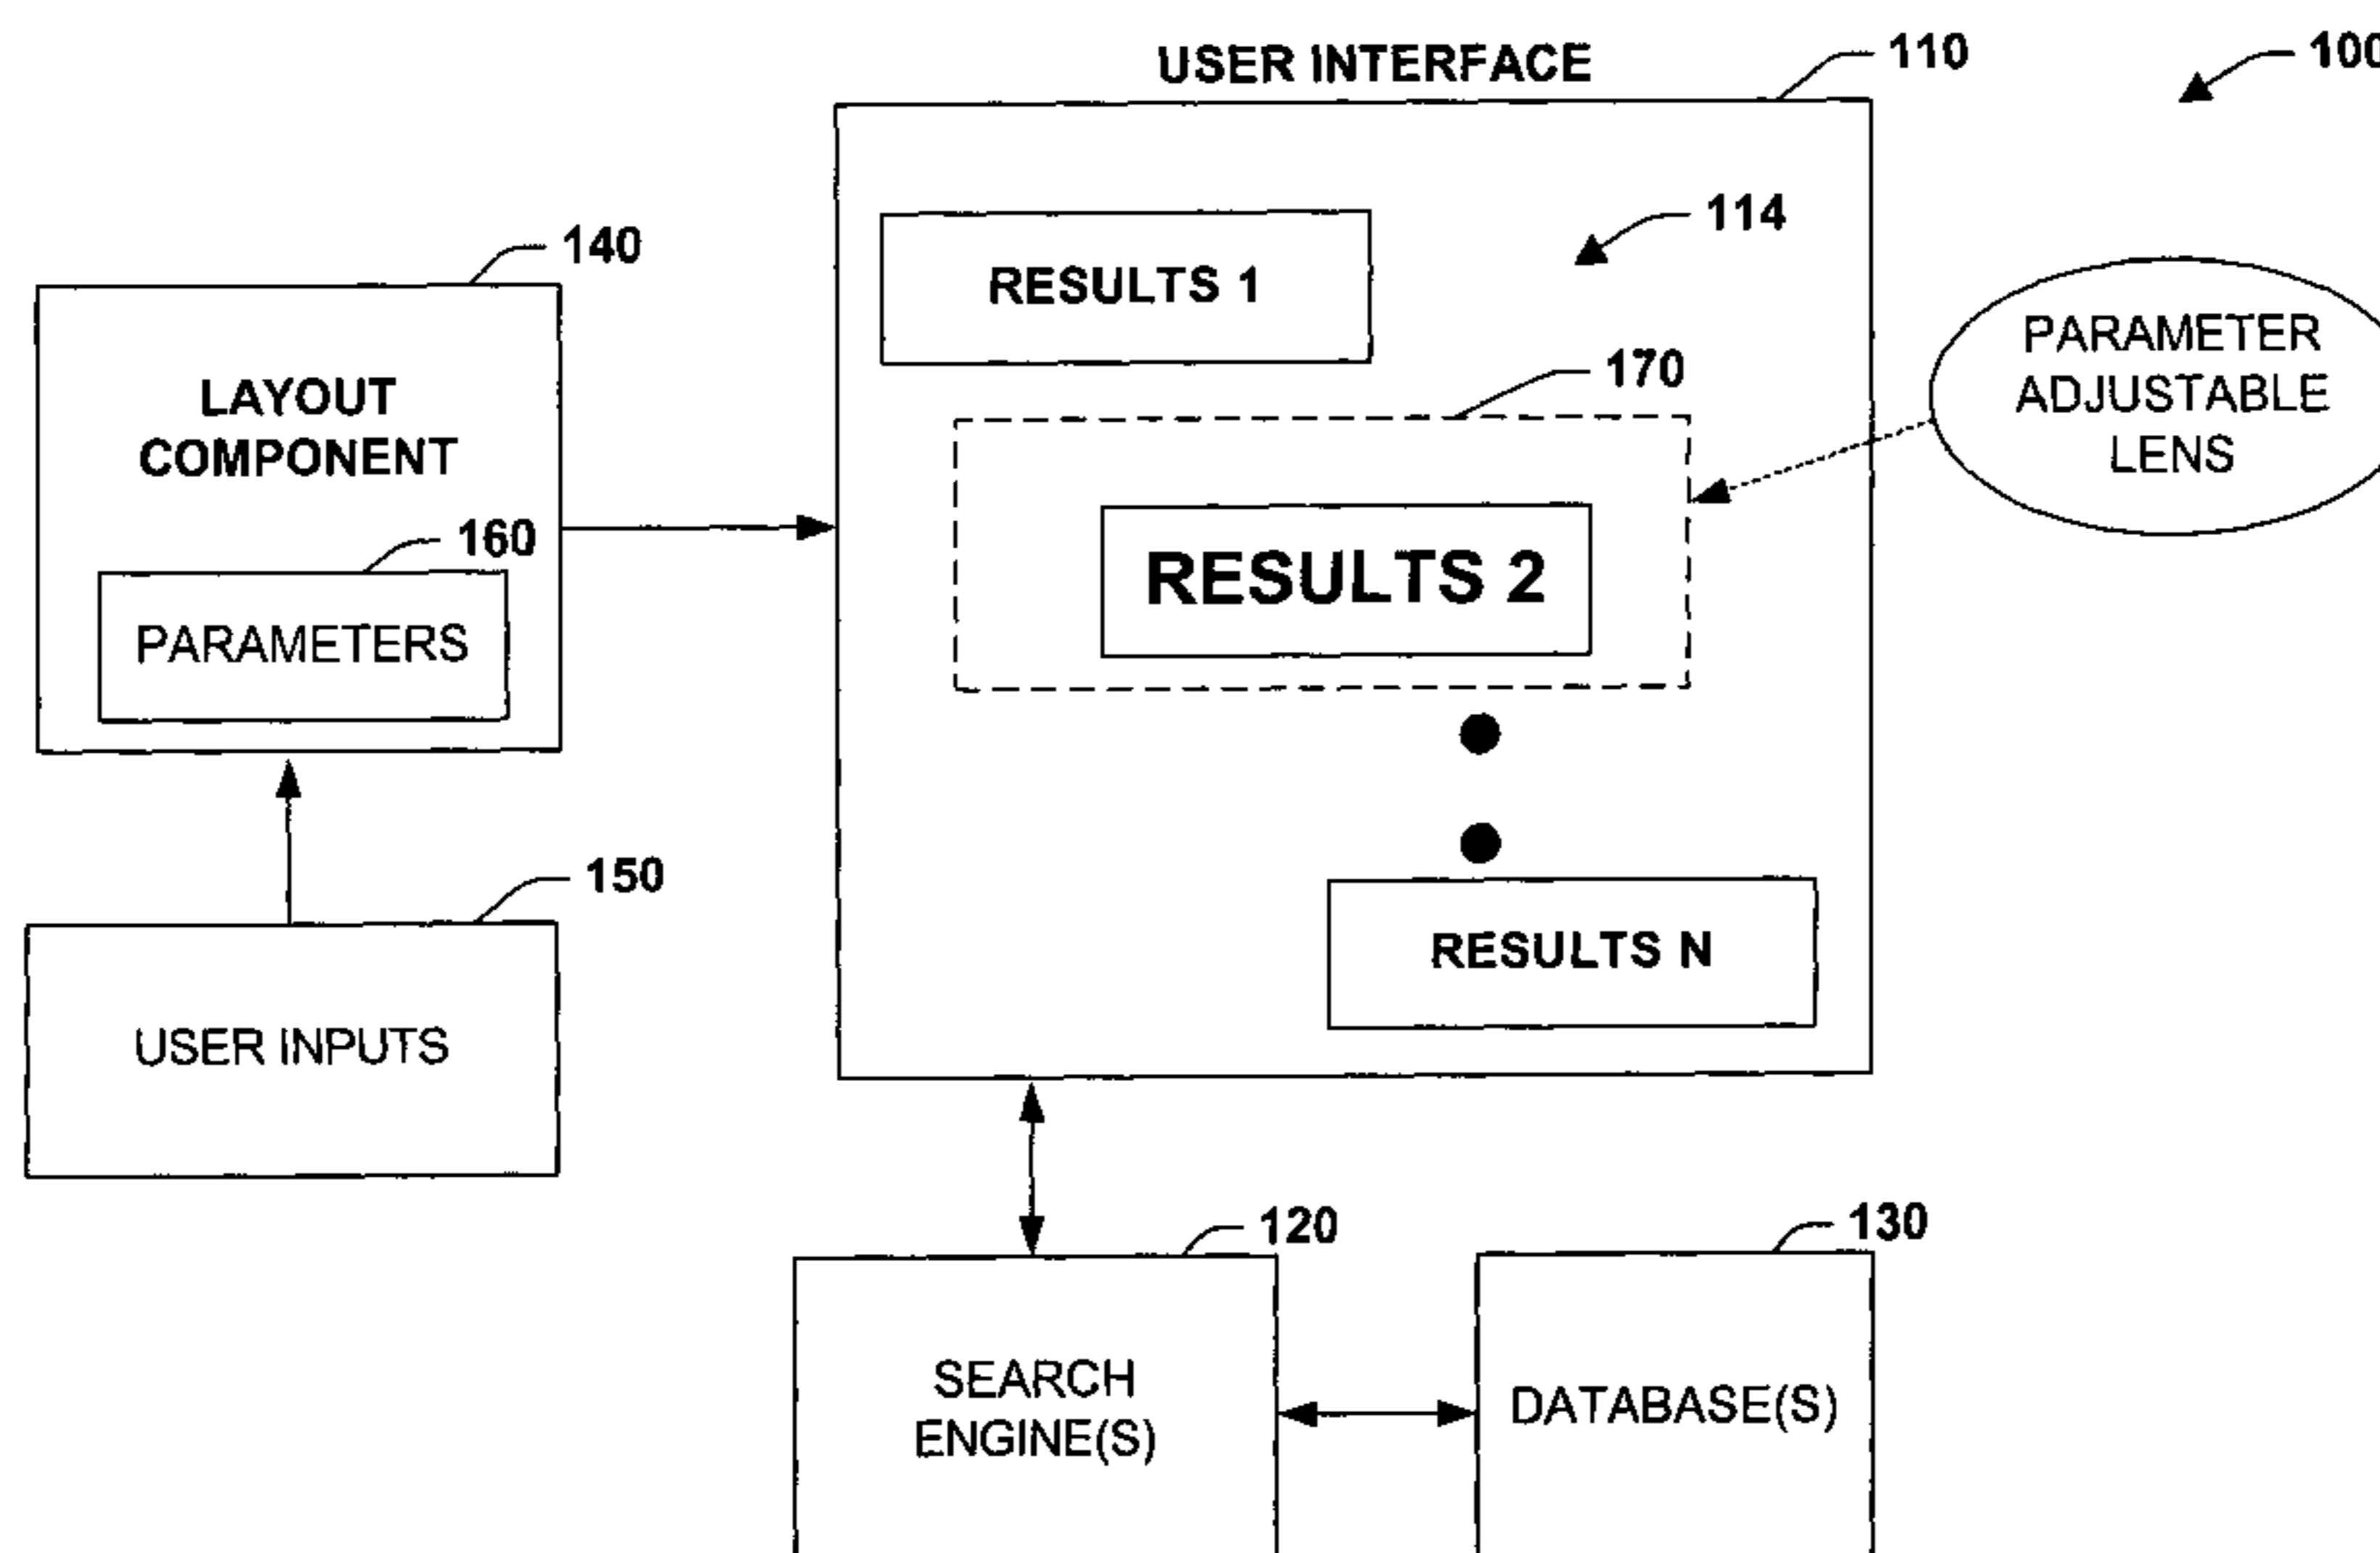 USER INTERFACE
110
100
140
114
RESULTS 1
PARAMETER
ADJUSTABLE
LENS
170
LAYOUT
COMPONENT
160
RESULTS 2
PARAMETERS
150
RESULTS N
USER INPUTS
120
130
SEARCH
ENGINE(S)
DATABASE(S)